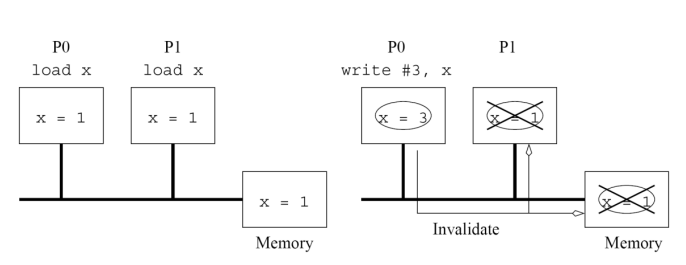 P0 P1
load x load x
x = 1 x = 1
x = 1
Memory
P0 P1
write #3, x
x = 3 x = 1
x = 1
Invalidate
Memory